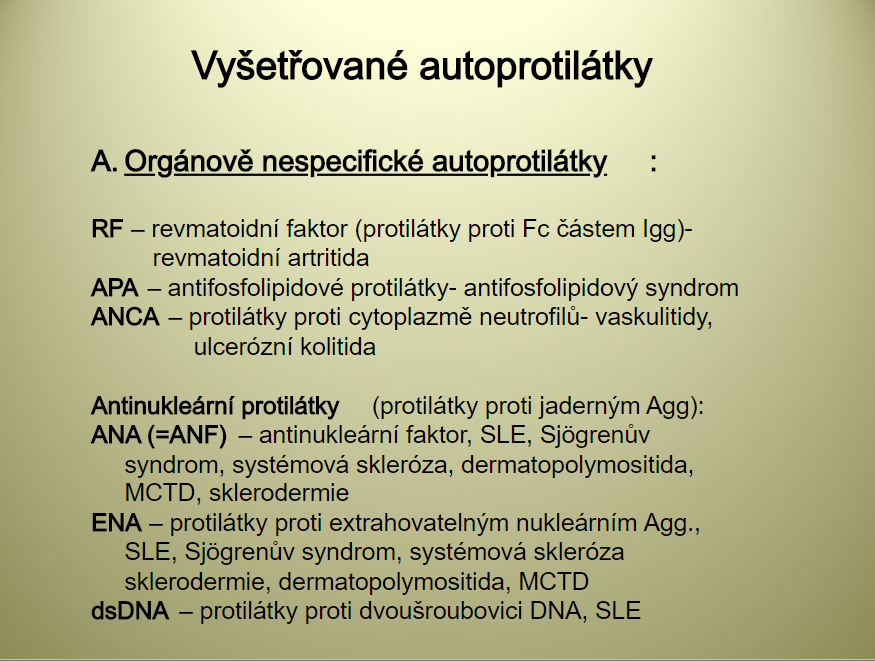 Vyšetřované autoprotilátky
A. Orgánově nespecifické autoprotilátky :
RF – revmatoidní faktor (protilátky proti Fc částem Igg)-
revmatoidní artritida
APA – antifosfolipidové protilátky- antifosfolipidový syndrom
ANCA – protilátky proti cytoplazmě neutrofilů- vaskulitidy,
ulcerózní kolitida
Antinukleární protilátky (protilátky proti jaderným Agg):
ANA (=ANF) – antinukleární faktor, SLE, Sjögrenův
syndrom, systémová skleróza, dermatopolymositida,
MCTD, sklerodermie
ENA – protilátky proti extrahovatelným nukleárním Agg.,
SLE, Sjögrenův syndrom, systémová skleróza
sklerodermie, dermatopolymositida, MCTD
dsDNA – protilátky proti dvoušroubovici DNA, SLE